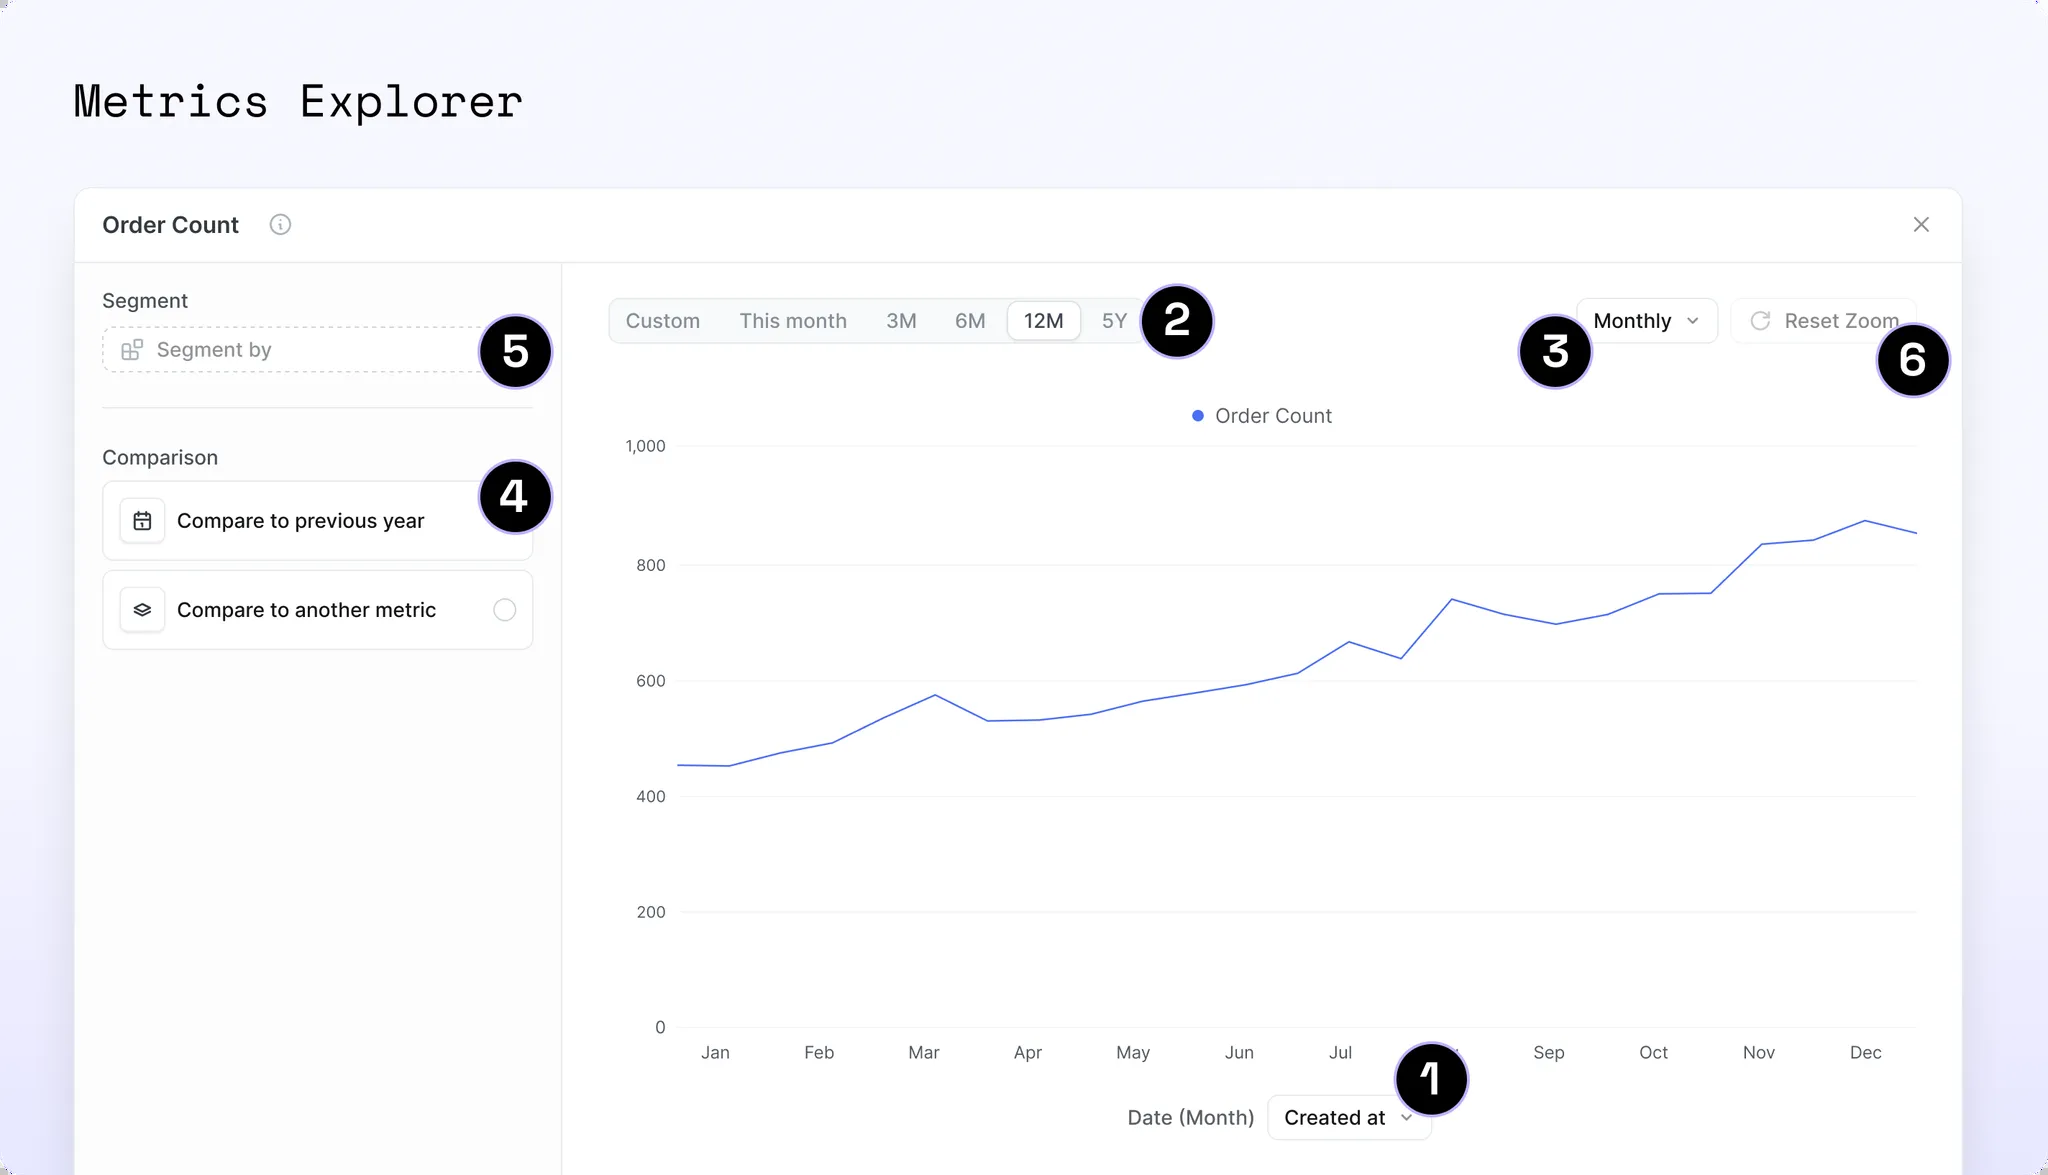 Metrics Explorer
Order Count
Segment
Segment by
5
Comparison
4
Compare to previous year
Compare to another metric
Custom This month 3M 6M 12M 5Y
2
3
Monthly
Reset Zoom
6
Order Count
1,000
800
600
400
200
0
Jan Feb Mar Apr May Jun Jul Sep Oct Nov Dec
1
Date (Month) Created at